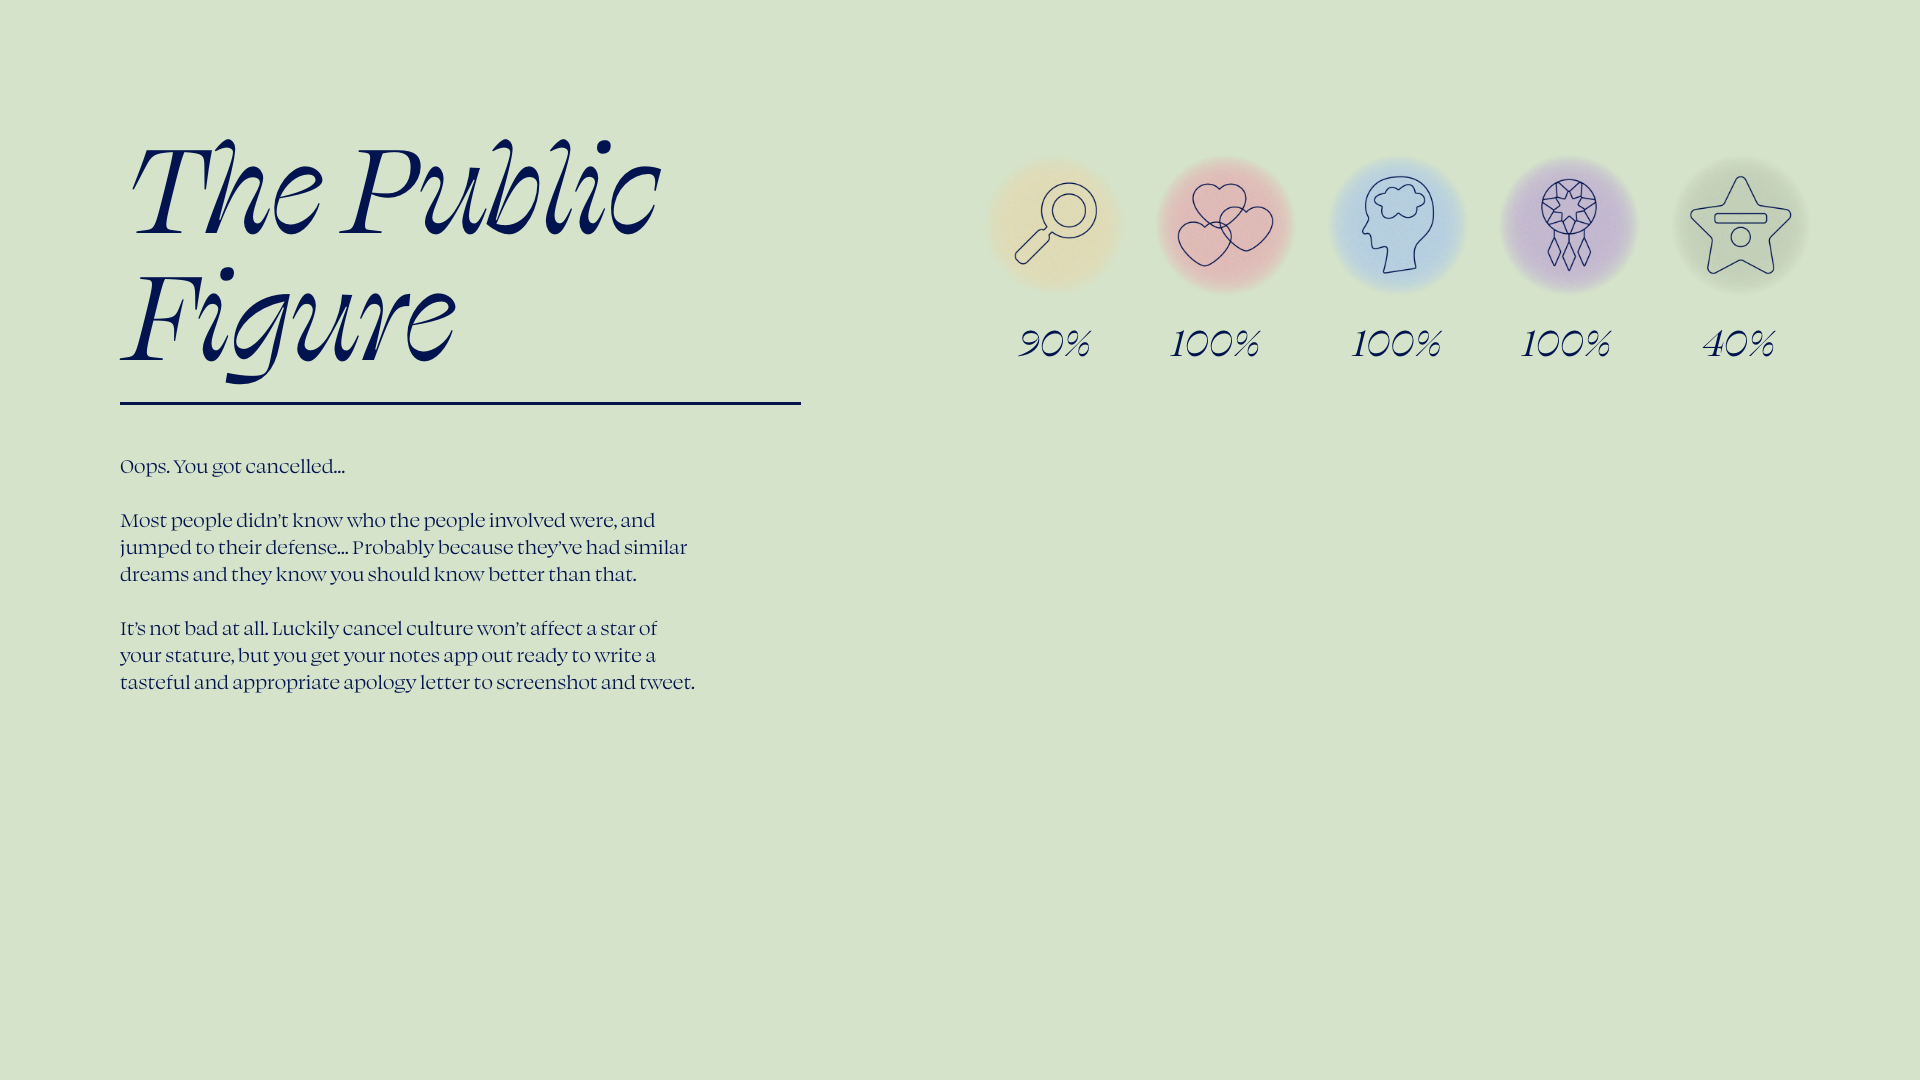 The Public
Figure
90%
100%
100%
100%
40%
Oops. You got cancelled...
Most people didn’t know who the people involved were, and
jumped to their defense... Probably because they’ve had similar
dreams and they know you should know better than that.
It’s not bad at all. Luckily cancel culture won’t affect a star of
your stature, but you get your notes app out ready to write a
tasteful and appropriate apology letter to screenshot and tweet.